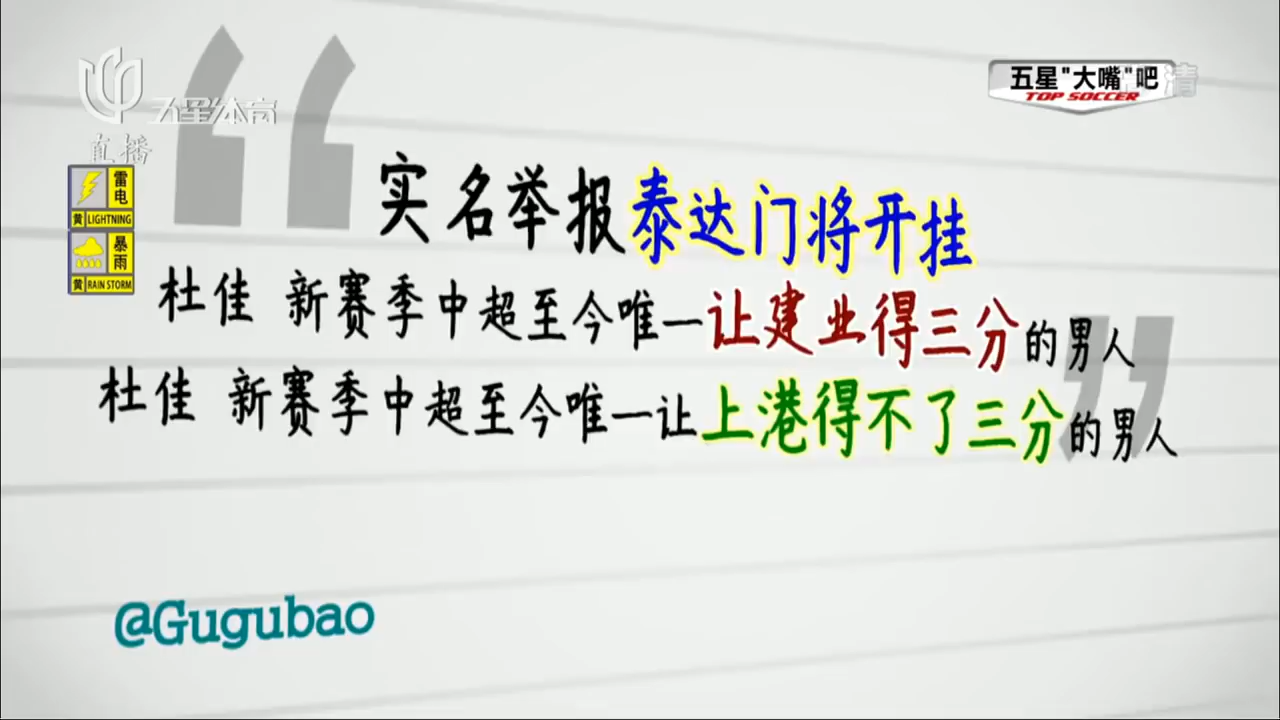 五星体育
直播
五星"大嘴"吧
TOP SOCCER
雷电
黄 LIGHTNING
暴雨
黄 RAIN STORM
实名举报泰达门将开挂
杜佳 新赛季中超至今唯一让建业得三分的男人
杜佳 新赛季中超至今唯一让上港得不了三分的男人
@Gugubao